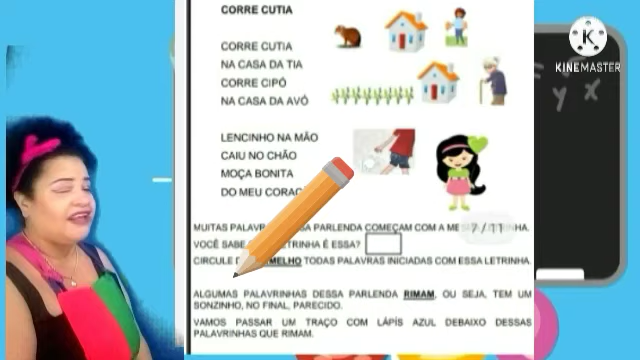 CORRE CUTIA
CORRE CUTIA
NA CASA DA TIA
CORRE CIPÓ
NA CASA DA AVÓ
LENCINHO NA MÃO
CAIU NO CHÃO
MOÇA BONITA
DO MEU
MUITAS PARLENDA COMEÇAM COM A
7 / 11
VOCÊ SABE LETRINHA É ESSA?
CIRCULE TODAS PALAVRAS INICIADAS COM ESSA LETRINHA.
ALGUMAS PALAVRINHAS DESSA PARLENDA RIMAM, OU SEJA, TEM UM
SONZINHO, NO FINAL, PARECIDO.
VAMOS PASSAR UM TRAÇO COM LÁPÍS AZUL DEBAIXO DESSAS
PALAVRINHAS QUE RIMAM.
K
KINEMASTER
y x